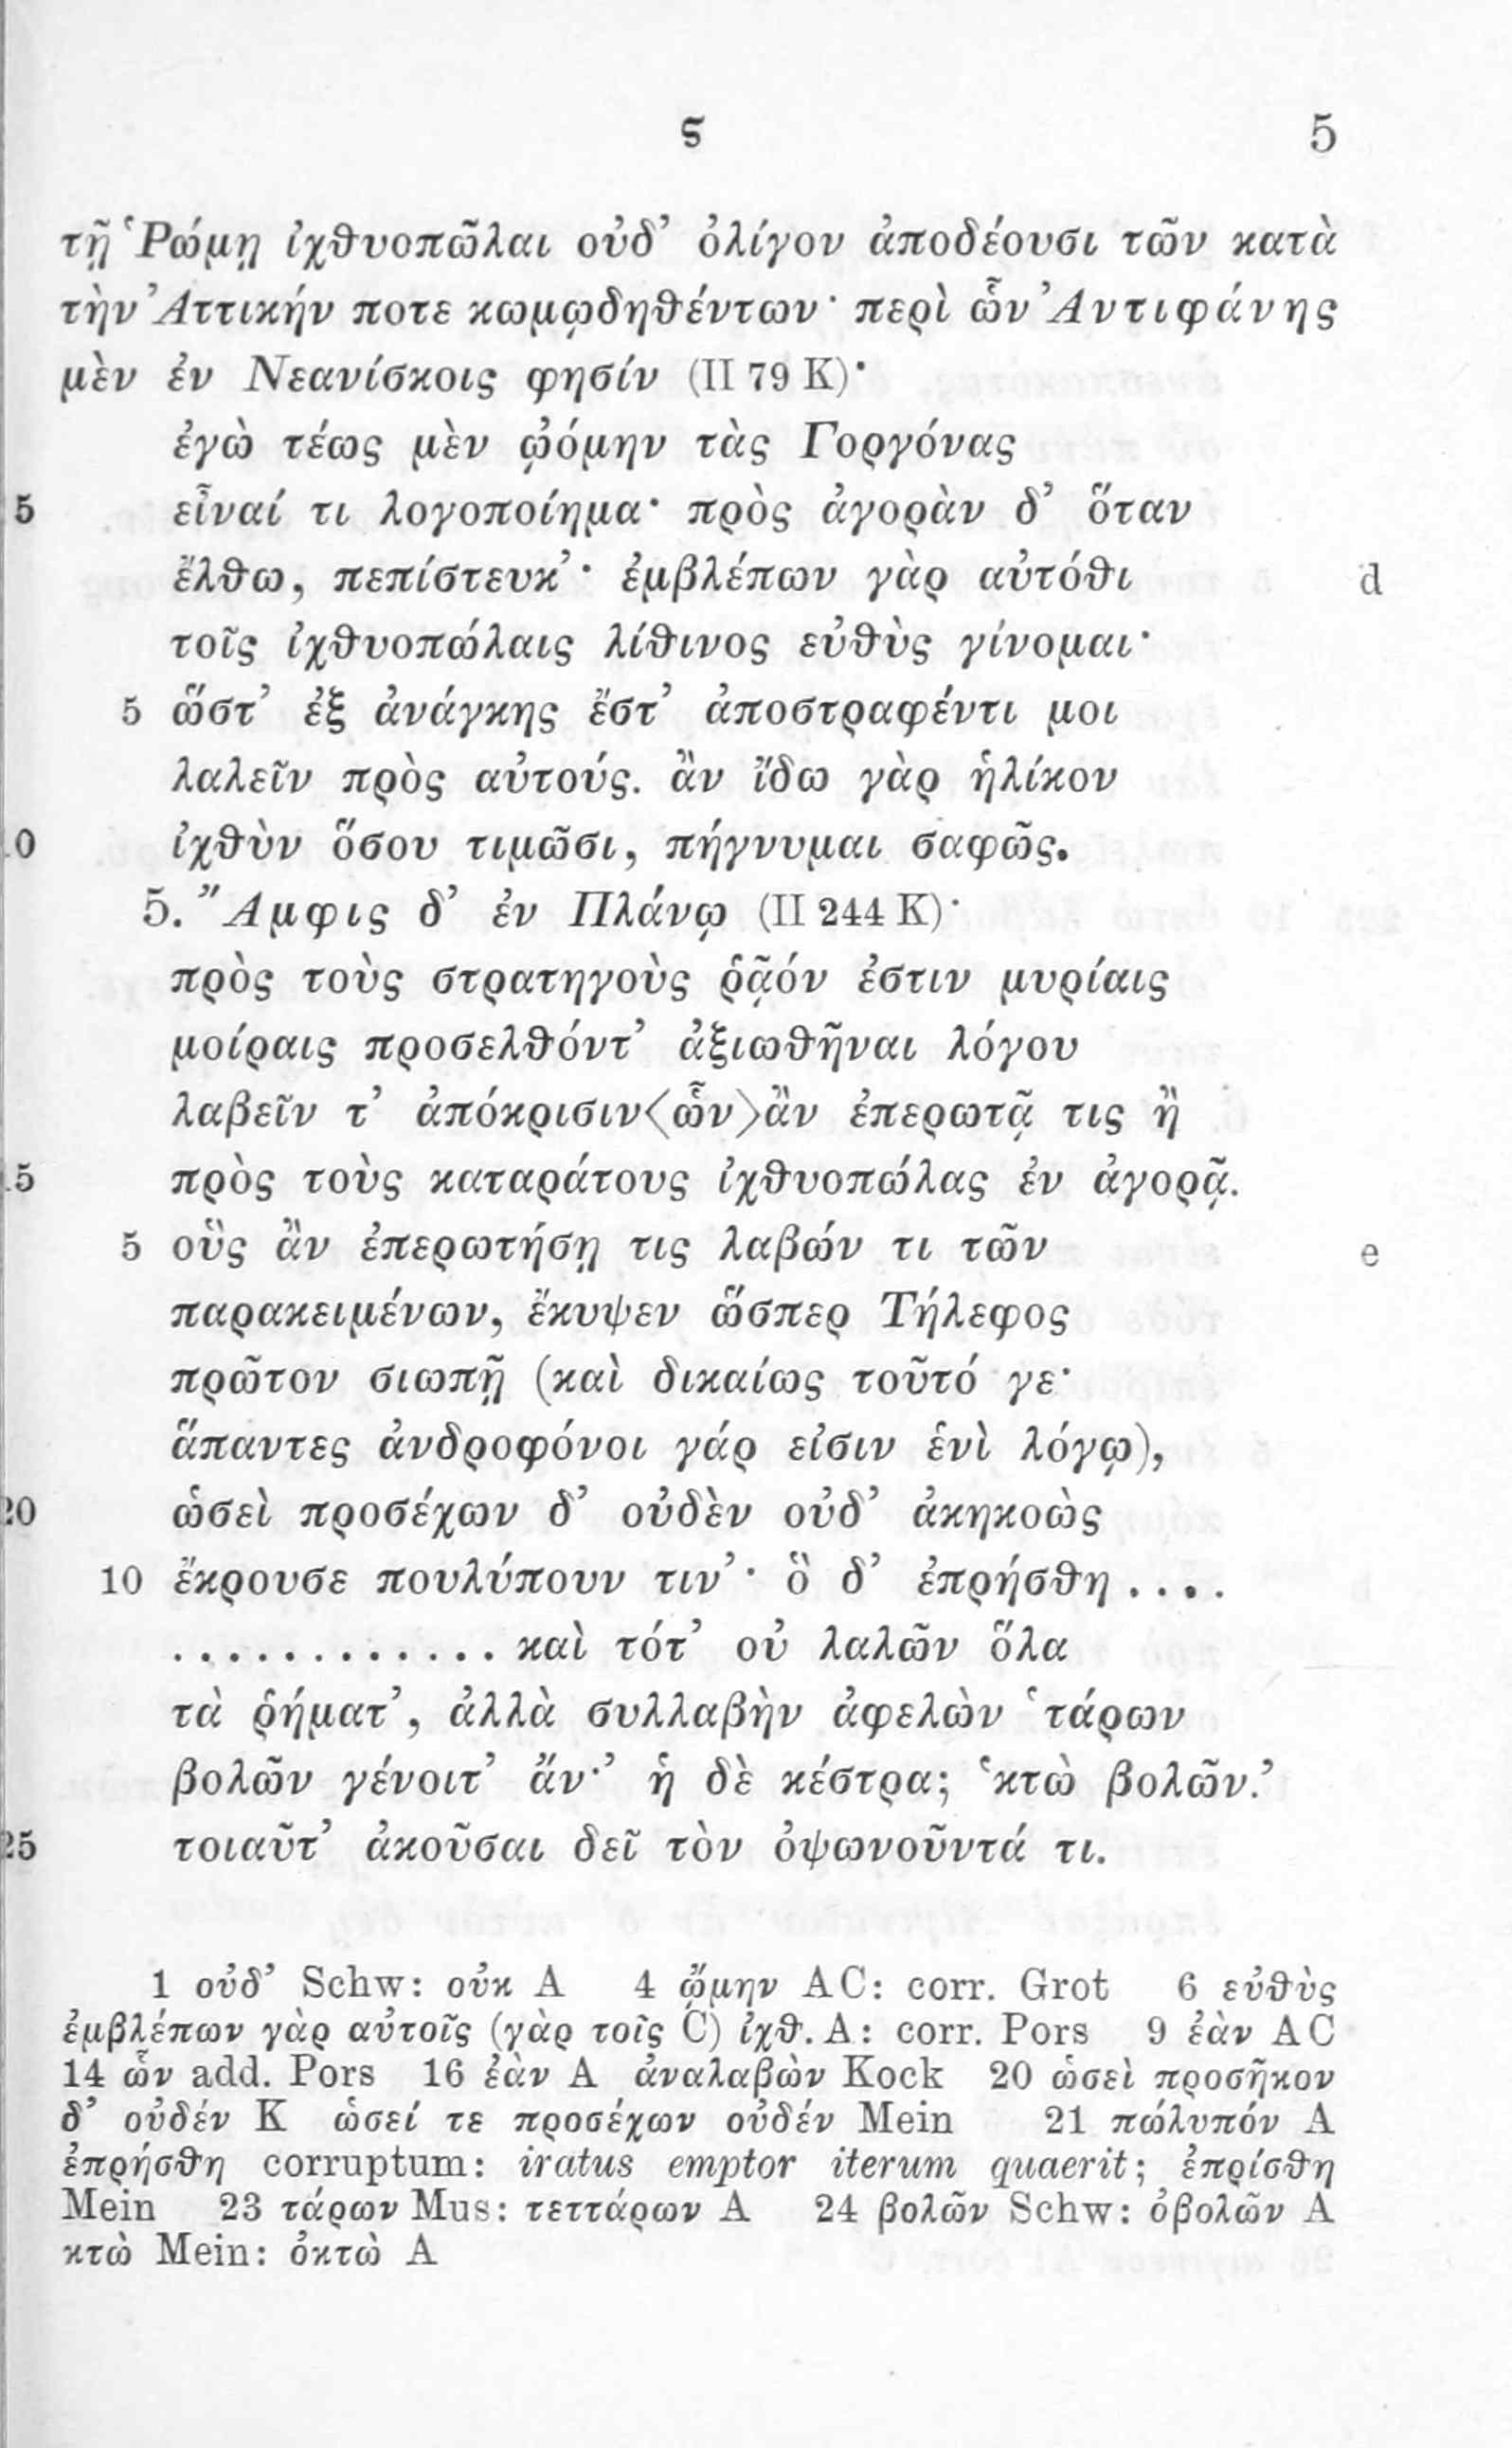 ς 5
τῇ Ῥώμῃ ἰχθυοπῶλαι οὐδ’ ὀλίγον ἀποδέουσι τῶν κατὰ
τὴν Ἀττικήν ποτε κωμῳδηθέντων· περὶ ὧν Ἀντιφάνης
μὲν ἐν Νεανίσκοις φησίν (II 79 K)·
ἐγὼ τέως μὲν ᾠόμην τὰς Γοργόνας
5 εἶναί τι λογοποίημα· πρὸς ἀγορὰν δ’ ὅταν
ἔλθω, πεπίστευκ’· ἐμβλέπων γὰρ αὐτόθι d
τοῖς ἰχθυοπώλαις λίθινος εὐθὺς γίνομαι·
5 ὥστ’ ἐξ ἀνάγκης ἔστ’ ἀποστραφέντι μοι
λαλεῖν πρὸς αὐτούς. ἂν ἴδω γὰρ ἡλίκον
0 ἰχθὺν ὅσου τιμῶσι, πήγνυμαι σαφῶς.
5. Ἄμφις δ’ ἐν Πλάνῳ (II 244 K)·
πρὸς τοὺς στρατηγοὺς ῥᾷόν ἐστιν μυρίαις
μοίραις προσελθόντ’ ἀξιωθῆναι λόγου
λαβεῖν τ’ ἀπόκρισιν<ὧν>ἂν ἐπερωτᾷ τις ἢ
5 πρὸς τοὺς καταράτους ἰχθυοπώλας ἐν ἀγορᾷ.
5 οὓς ἂν ἐπερωτήσῃ τις λαβών τι τῶν e
παρακειμένων, ἔκυψεν ὥσπερ Τήλεφος
πρῶτον σιωπῇ (καὶ δικαίως τοῦτό γε·
ἅπαντες ἀνδροφόνοι γάρ εἰσιν ἑνὶ λόγῳ),
20 ὡσεὶ προσέχων δ’ οὐδὲν οὐδ’ ἀκηκοὼς
10 ἔκρουσε πουλύπουν τιν’· ὃ δ’ ἐπρήσθη . . . .
. . . . . . . . . . . . καὶ τότ’ οὐ λαλῶν ὅλα
τὰ ῥήματ’, ἀλλὰ συλλαβὴν ἀφελὼν ‘τάρων
βολῶν γένοιτ’ ἄν·’ ἡ δὲ κέστρα; ‘κτὼ βολῶν.’
25 τοιαῦτ’ ἀκοῦσαι δεῖ τὸν ὀψωνοῦντά τι.
1 οὐδ’ Schw: οὐκ A 4 ᾤμην AC: corr. Grot 6 εὐθὺς
ἐμβλέπων γὰρ αὐτοῖς (γὰρ τοῖς C) ἰχθ. A: corr. Pors 9 ἐὰν AC
14 ὧν add. Pors 16 ἐὰν A ἀναλαβὼν Kock 20 ὡσεὶ προσῆκον
δ’ οὐδέν K ὡσεί τε προσέχων οὐδέν Mein 21 πώλυπόν A
ἐπρήσθη corruptum: iratus emptor iterum quaerit; ἐπρίσθη
Mein 23 τάρων Mus: τεττάρων A 24 βολῶν Schw: ὀβολῶν A
κτὼ Mein: ὀκτὼ A